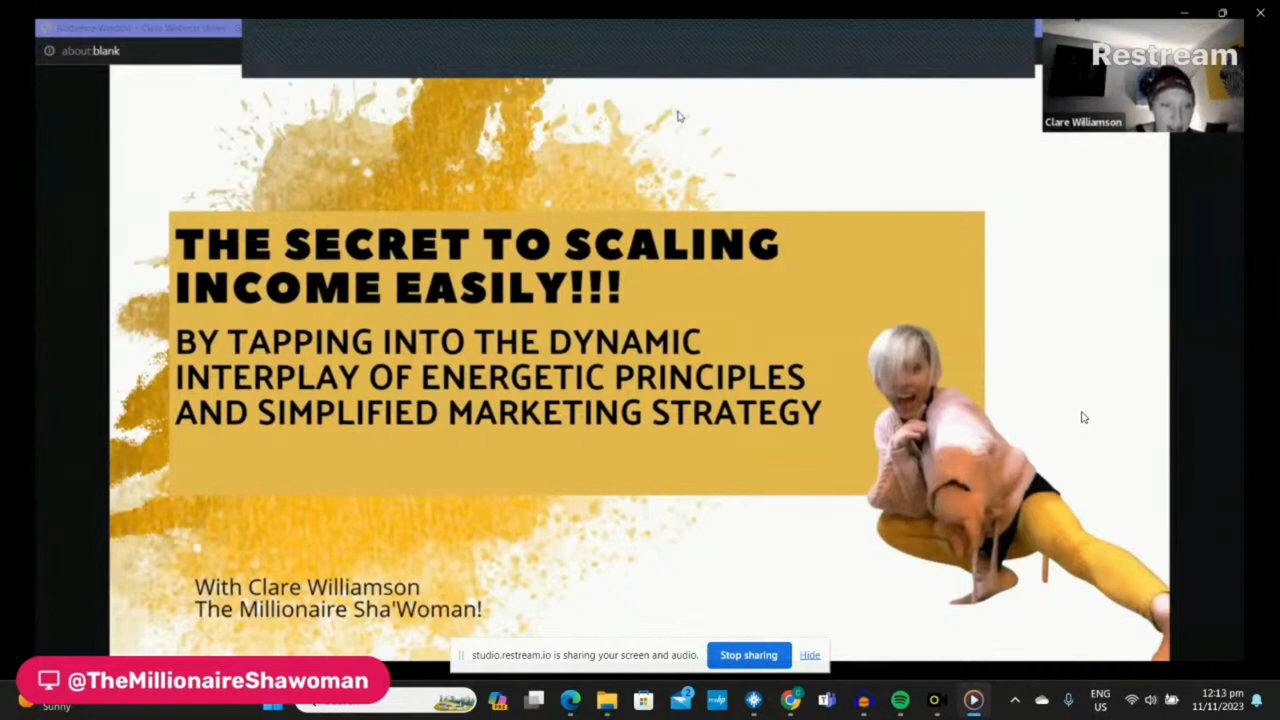 about:blank
Restream
Clare Williamson
THE SECRET TO SCALING
INCOME EASILY!!!
BY TAPPING INTO THE DYNAMIC
INTERPLAY OF ENERGETIC PRINCIPLES
AND SIMPLIFIED MARKETING STRATEGY
With Clare Williamson
The Millionaire Sha'Woman!
studio.restream.io is sharing your screen and audio.
Stop sharing
Hide
@TheMillionaireShawoman
Sunny
2
ENG
US
12:13 pm
11/11/2023